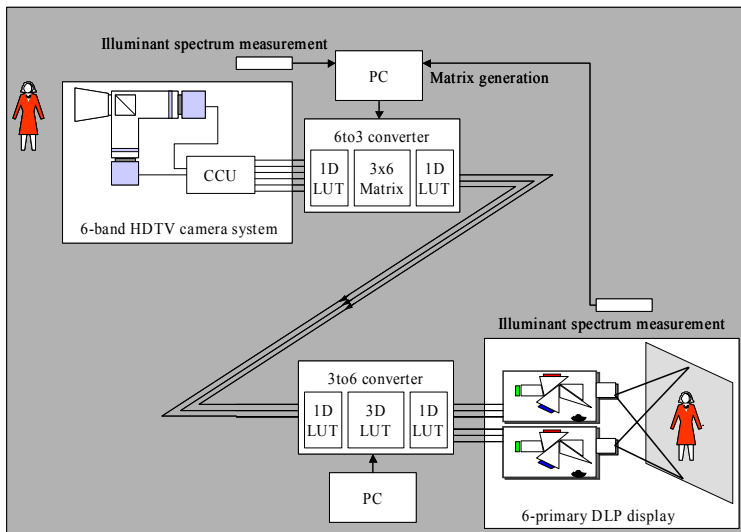 Illuminant spectrum measurement
PC
Matrix generation
6to3 converter
1D
LUT
3x6
Matrix
1D
LUT
CCU
6-band HDTV camera system
Illuminant spectrum measurement
3to6 converter
1D
LUT
3D
LUT
1D
LUT
PC
6-primary DLP display